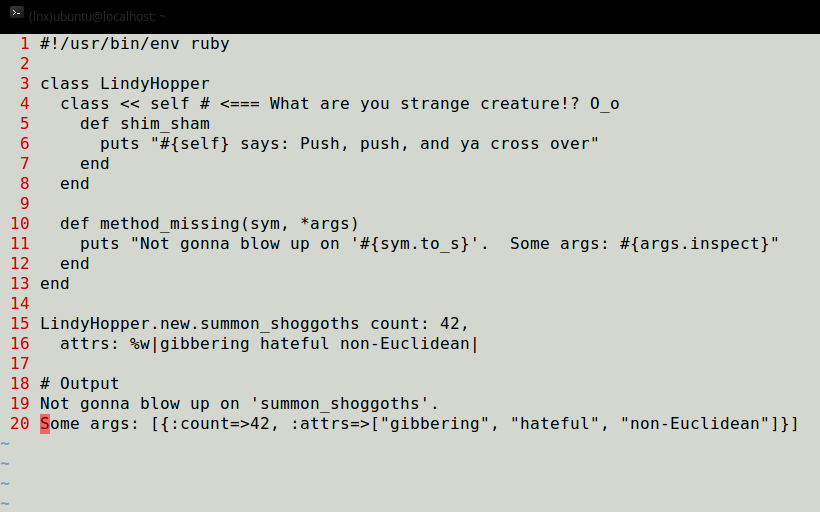 (lnx)ubuntu@localhost: ~
1 #!/usr/bin/env ruby
2
3 class LindyHopper
4   class << self # <=== What are you strange creature!? O_o
5     def shim_sham
6       puts "#{self} says: Push, push, and ya cross over"
7     end
8   end
9
10   def method_missing(sym, *args)
11     puts "Not gonna blow up on '#{sym.to_s}'.  Some args: #{args.inspect}"
12   end
13 end
14
15 LindyHopper.new.summon_shoggoths count: 42,
16   attrs: %w|gibbering hateful non-Euclidean|
17
18 # Output
19 Not gonna blow up on 'summon_shoggoths'.
20 Some args: [{:count=>42, :attrs=>["gibbering", "hateful", "non-Euclidean"]}]
~
~
~
~